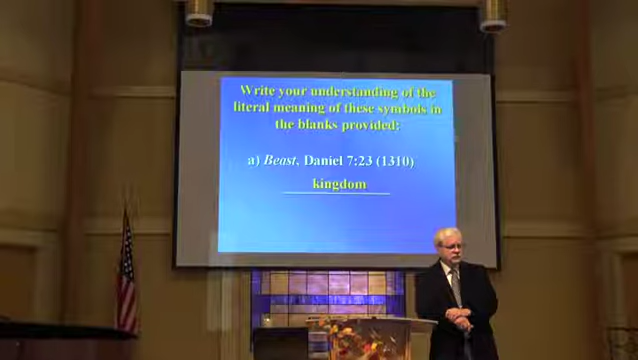 Write your understanding of the
literal meaning of these symbols in
the blanks provided:
a) Beast, Daniel 7:23 (1310)
kingdom